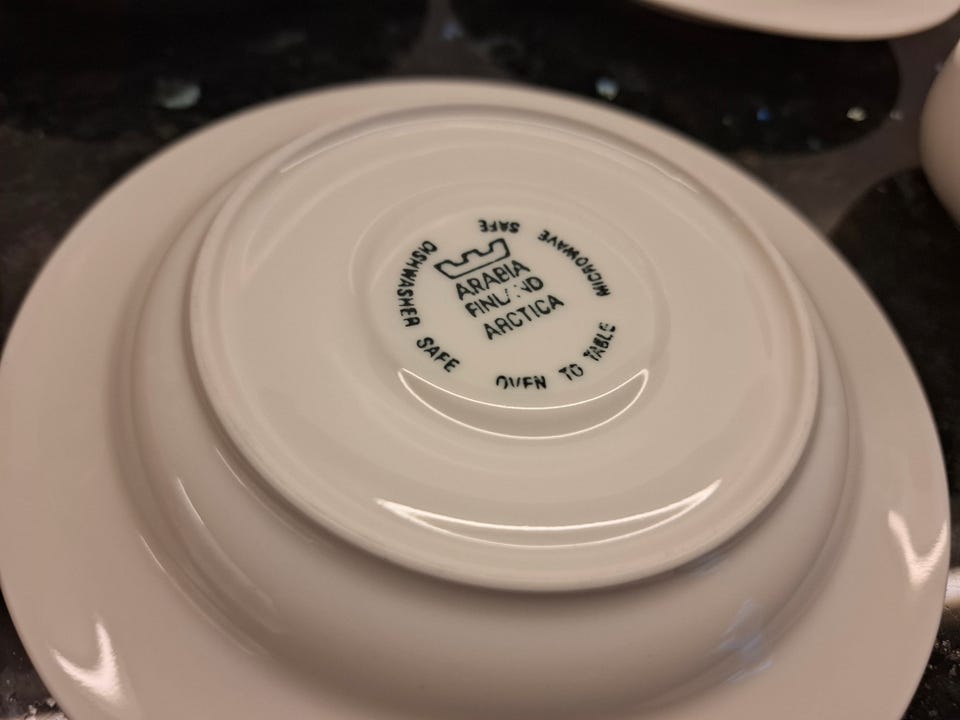 ARABIA
FINLAND
ARCTICA
DISHWASHER SAFE
OVEN TO TABLE
MICROWAVE SAFE